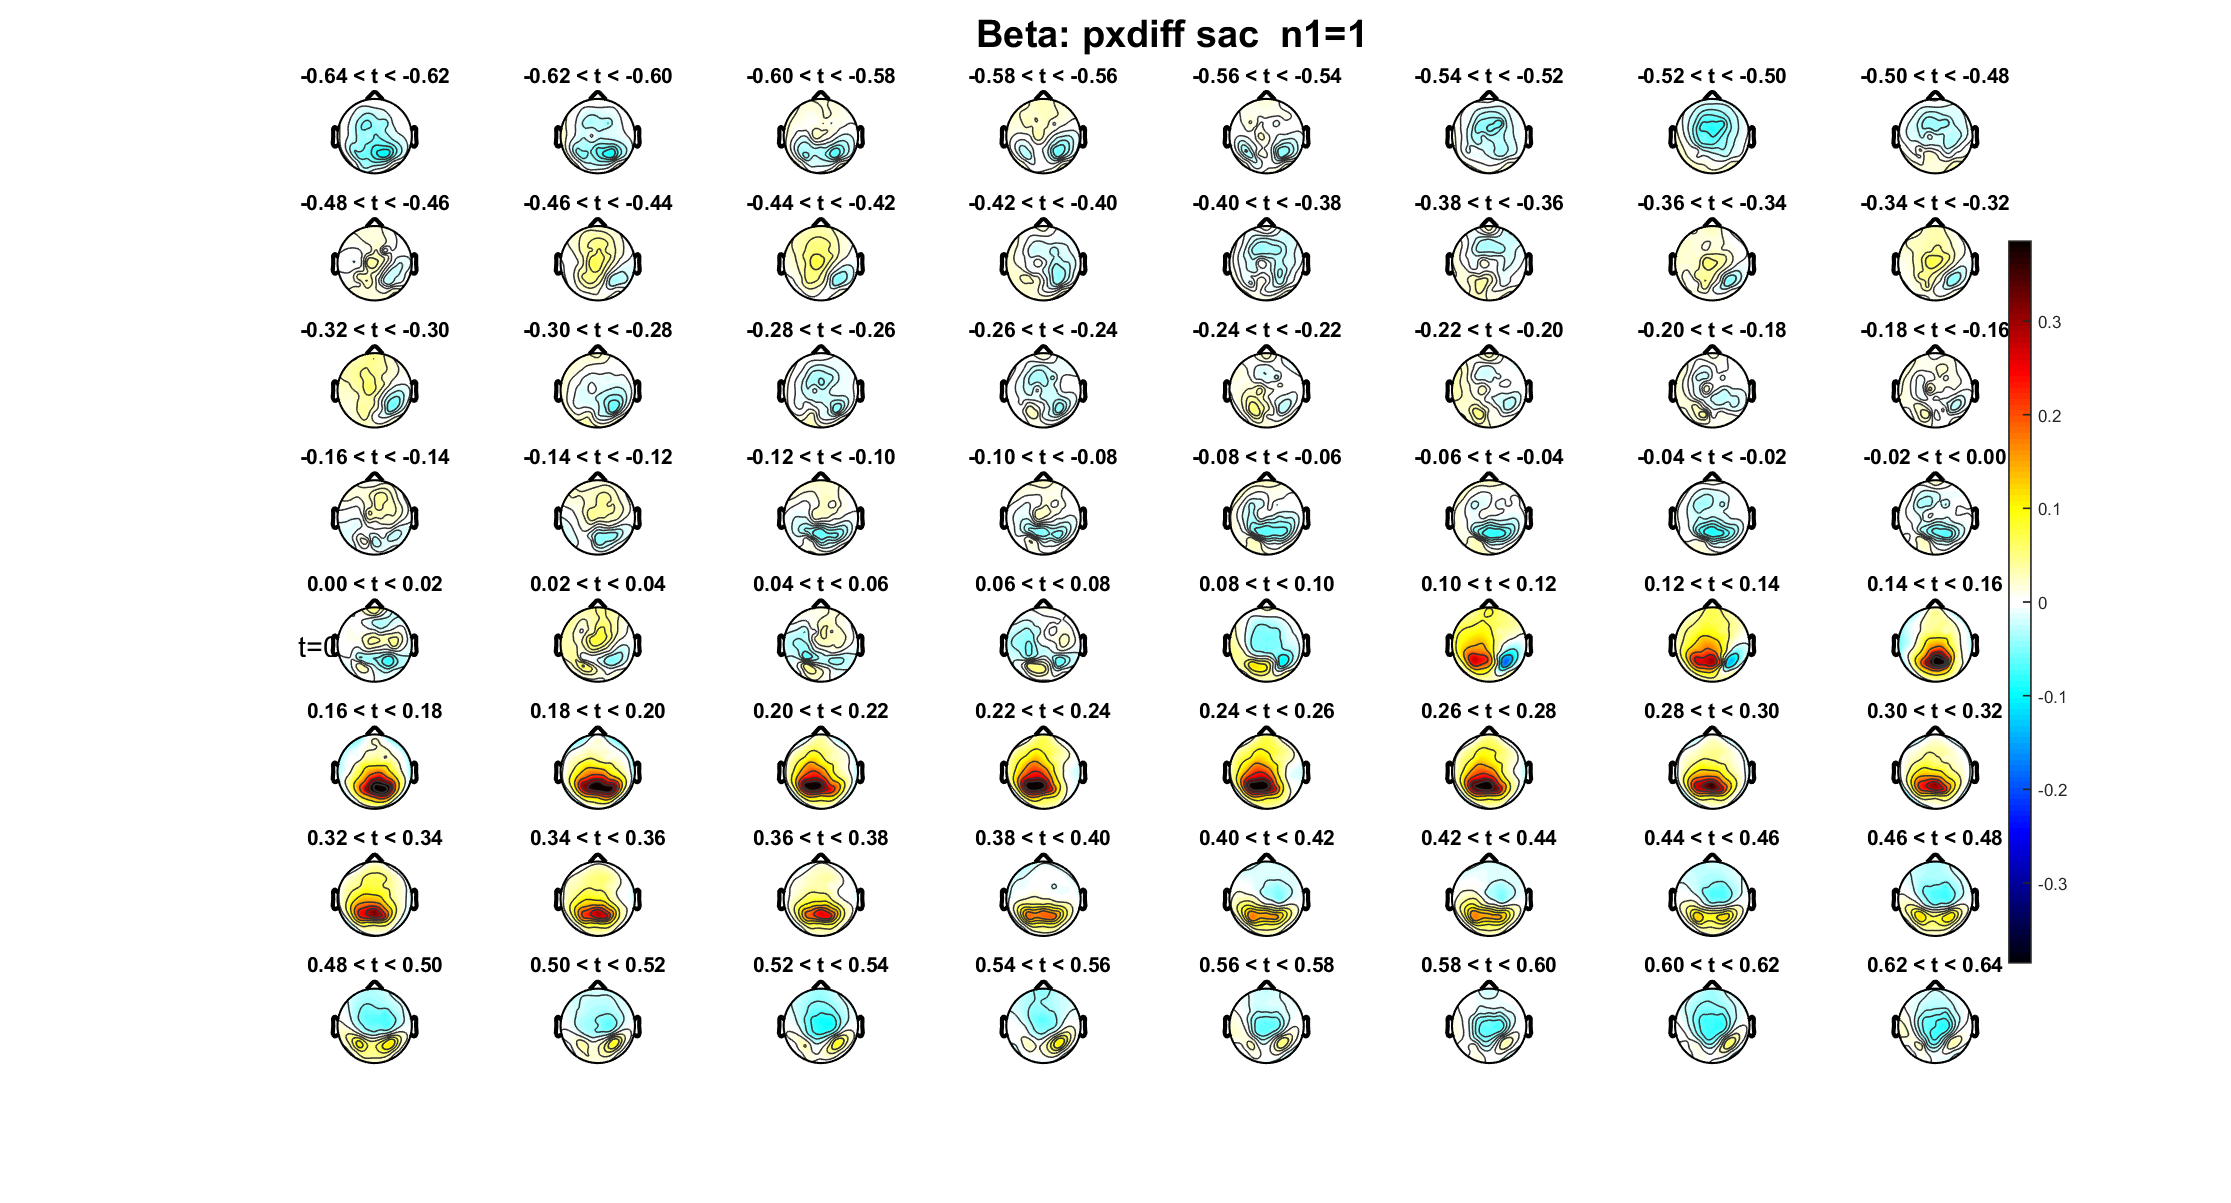 Beta: pxdiff sac  n1=1
-0.64 < t < -0.62 -0.62 < t < -0.60 -0.60 < t < -0.58 -0.58 < t < -0.56 -0.56 < t < -0.54 -0.54 < t < -0.52 -0.52 < t < -0.50 -0.50 < t < -0.48
-0.48 < t < -0.46 -0.46 < t < -0.44 -0.44 < t < -0.42 -0.42 < t < -0.40 -0.40 < t < -0.38 -0.38 < t < -0.36 -0.36 < t < -0.34 -0.34 < t < -0.32
0.3
-0.32 < t < -0.30 -0.30 < t < -0.28 -0.28 < t < -0.26 -0.26 < t < -0.24 -0.24 < t < -0.22 -0.22 < t < -0.20 -0.20 < t < -0.18 -0.18 < t < -0.16
0.2
-0.16 < t < -0.14 -0.14 < t < -0.12 -0.12 < t < -0.10 -0.10 < t < -0.08 -0.08 < t < -0.06 -0.06 < t < -0.04 -0.04 < t < -0.02 -0.02 < t < 0.00
0.1
0.00 < t < 0.02 0.02 < t < 0.04 0.04 < t < 0.06 0.06 < t < 0.08 0.08 < t < 0.10 0.10 < t < 0.12 0.12 < t < 0.14 0.14 < t < 0.16
0
t=0
-0.1
0.16 < t < 0.18 0.18 < t < 0.20 0.20 < t < 0.22 0.22 < t < 0.24 0.24 < t < 0.26 0.26 < t < 0.28 0.28 < t < 0.30 0.30 < t < 0.32
-0.2
0.32 < t < 0.34 0.34 < t < 0.36 0.36 < t < 0.38 0.38 < t < 0.40 0.40 < t < 0.42 0.42 < t < 0.44 0.44 < t < 0.46 0.46 < t < 0.48
-0.3
0.48 < t < 0.50 0.50 < t < 0.52 0.52 < t < 0.54 0.54 < t < 0.56 0.56 < t < 0.58 0.58 < t < 0.60 0.60 < t < 0.62 0.62 < t < 0.64